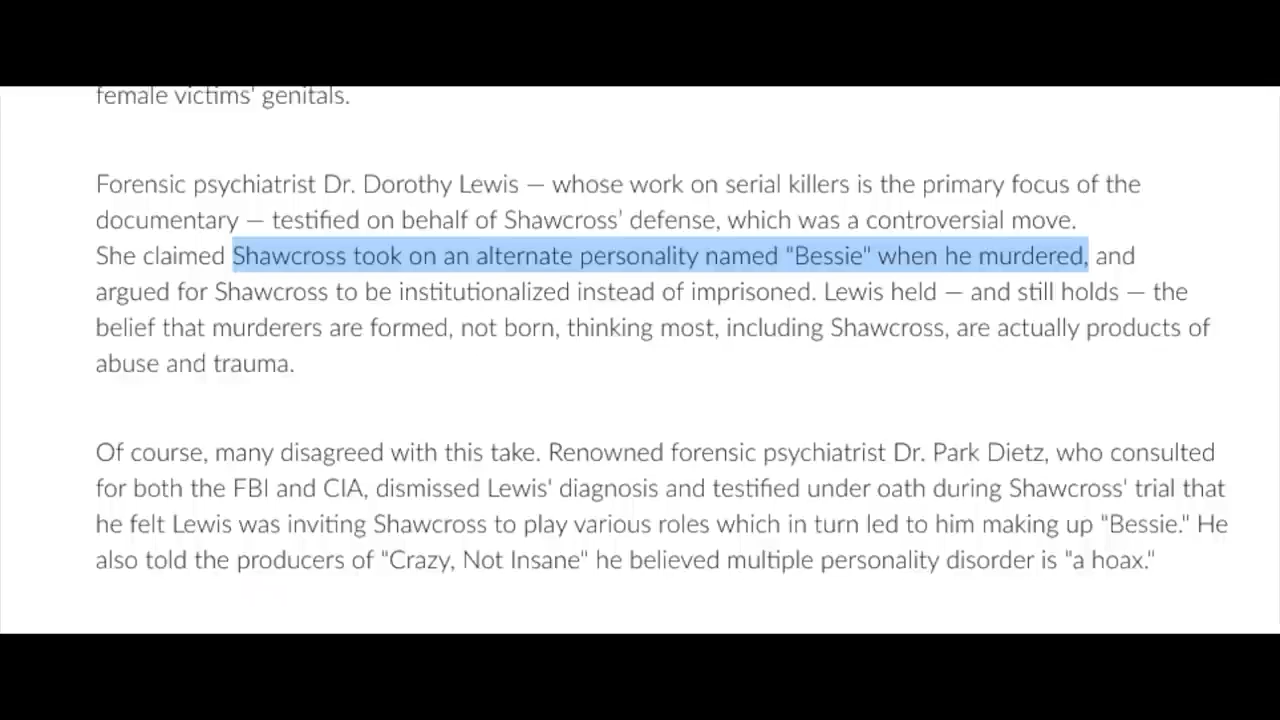 female victims' genitals.
Forensic psychiatrist Dr. Dorothy Lewis — whose work on serial killers is the primary focus of the
documentary — testified on behalf of Shawcross' defense, which was a controversial move.
She claimed Shawcross took on an alternate personality named "Bessie" when he murdered, and
argued for Shawcross to be institutionalized instead of imprisoned. Lewis held — and still holds — the
belief that murderers are formed, not born, thinking most, including Shawcross, are actually products of
abuse and trauma.
Of course, many disagreed with this take. Renowned forensic psychiatrist Dr. Park Dietz, who consulted
for both the FBI and CIA, dismissed Lewis' diagnosis and testified under oath during Shawcross' trial that
he felt Lewis was inviting Shawcross to play various roles which in turn led to him making up "Bessie." He
also told the producers of "Crazy, Not Insane" he believed multiple personality disorder is "a hoax."